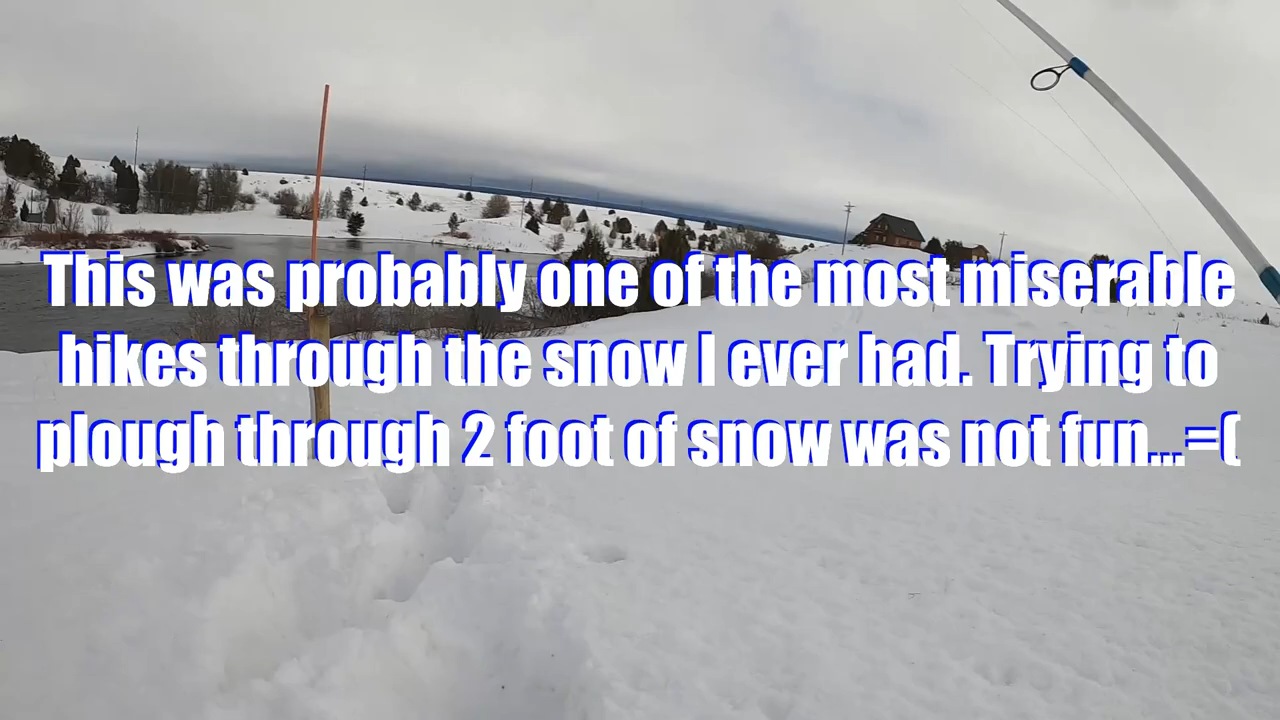 This was probably one of the most miserable
hikes through the snow I ever had. Trying to
plough through 2 foot of snow was not fun...=(